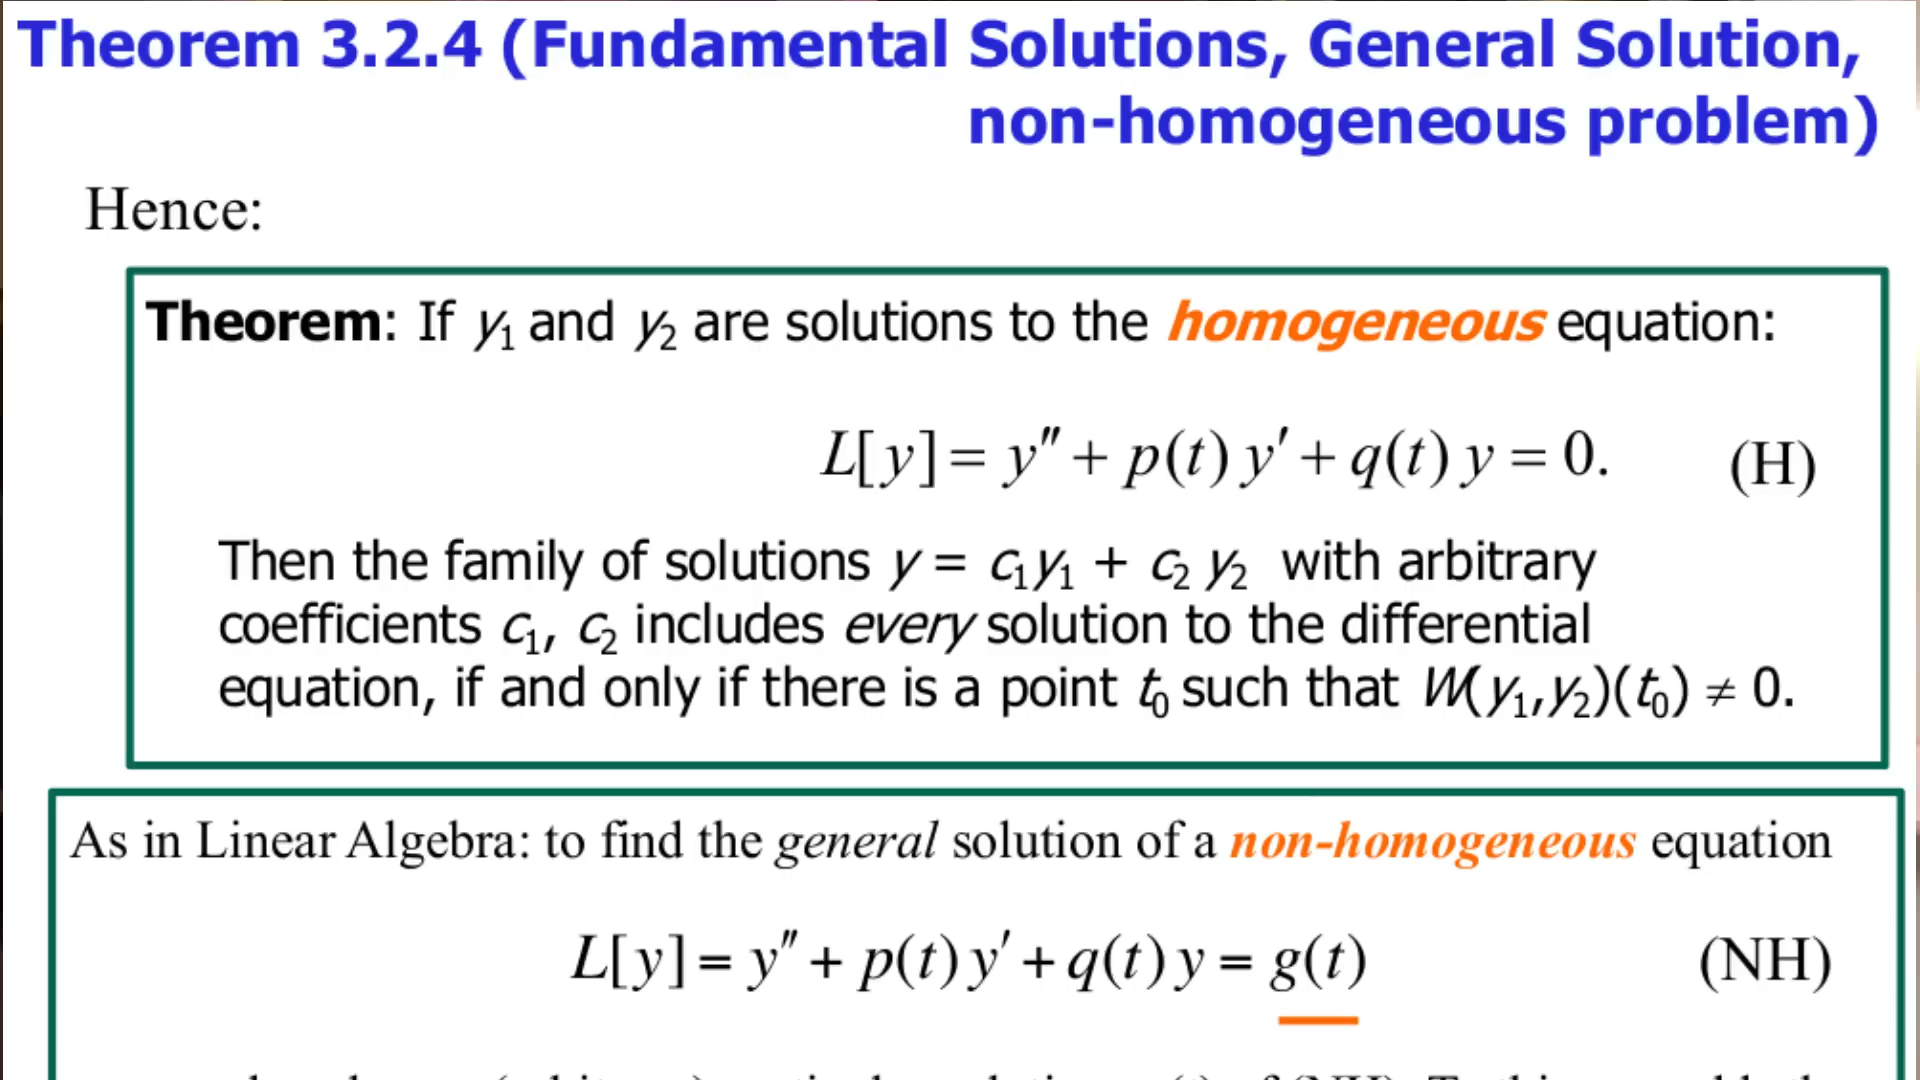 Theorem 3.2.4 (Fundamental Solutions, General Solution,
non-homogeneous problem)
Hence:
Theorem: If y₁ and y₂ are solutions to the homogeneous equation:
L[y] = y″ + p(t) y′ + q(t) y = 0. (H)
Then the family of solutions y = c₁y₁ + c₂ y₂ with arbitrary
coefficients c₁, c₂ includes every solution to the differential
equation, if and only if there is a point t₀ such that W(y₁,y₂)(t₀) ≠ 0.
As in Linear Algebra: to find the general solution of a non-homogeneous equation
L[y] = y″ + p(t) y′ + q(t) y = g(t) (NH)